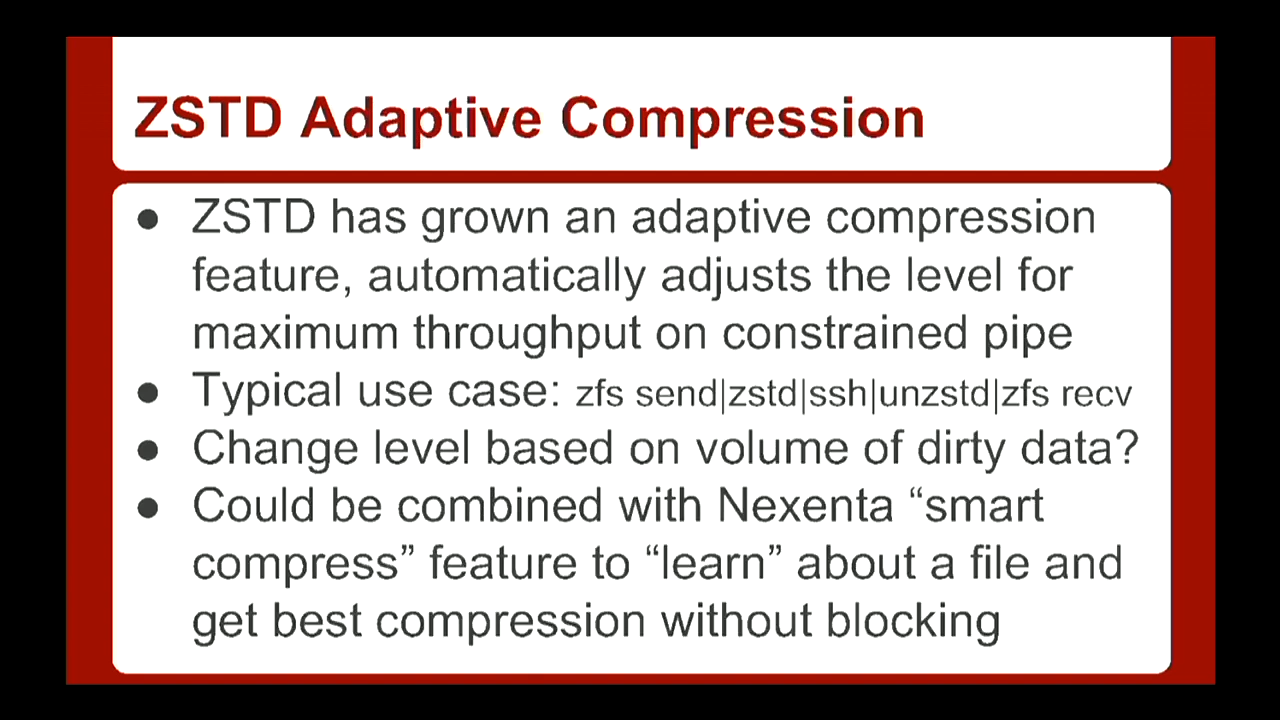 ZSTD Adaptive Compression
● ZSTD has grown an adaptive compression
feature, automatically adjusts the level for
maximum throughput on constrained pipe
● Typical use case: zfs send|zstd|ssh|unzstd|zfs recv
● Change level based on volume of dirty data?
● Could be combined with Nexenta “smart
compress” feature to “learn” about a file and
get best compression without blocking